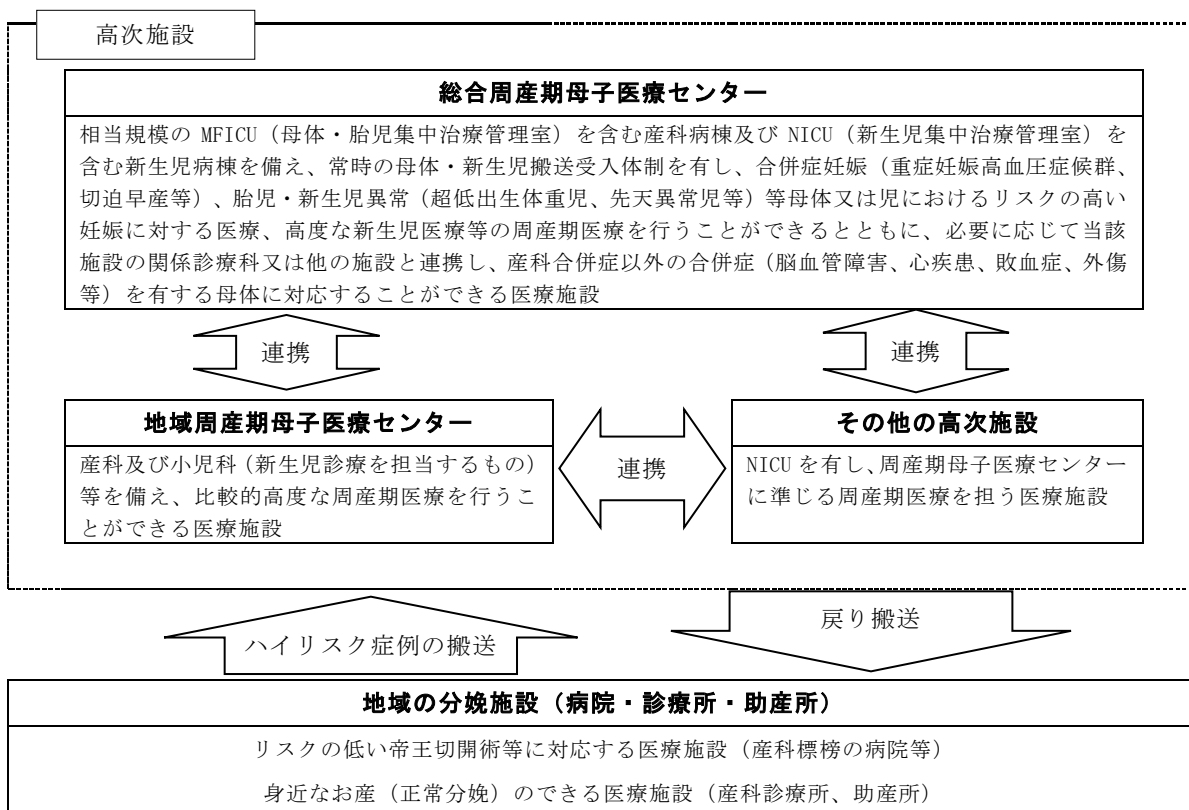 高次施設
総合周産期母子医療センター
相当規模の MFICU（母体・胎児集中治療管理室）を含む産科病棟及び NICU（新生児集中治療管理室）を
含む新生児病棟を備え、常時の母体・新生児搬送受入体制を有し、合併症妊娠（重症妊娠高血圧症候群、
切迫早産等）、胎児・新生児異常（超低出生体重児、先天異常児等）等母体又は児におけるリスクの高い
妊娠に対する医療、高度な新生児医療等の周産期医療を行うことができるとともに、必要に応じて当該
施設の関係診療科又は他の施設と連携し、産科合併症以外の合併症（脳血管障害、心疾患、敗血症、外傷
等）を有する母体に対応することができる医療施設
連携
連携
地域周産期母子医療センター
産科及び小児科（新生児診療を担当するもの）
等を備え、比較的高度な周産期医療を行うこ
とができる医療施設
連携
その他の高次施設
NICU を有し、周産期母子医療センター
に準じる周産期医療を担う医療施設
ハイリスク症例の搬送
戻り搬送
地域の分娩施設（病院・診療所・助産所）
リスクの低い帝王切開術等に対応する医療施設（産科標榜の病院等）
身近なお産（正常分娩）のできる医療施設（産科診療所、助産所）